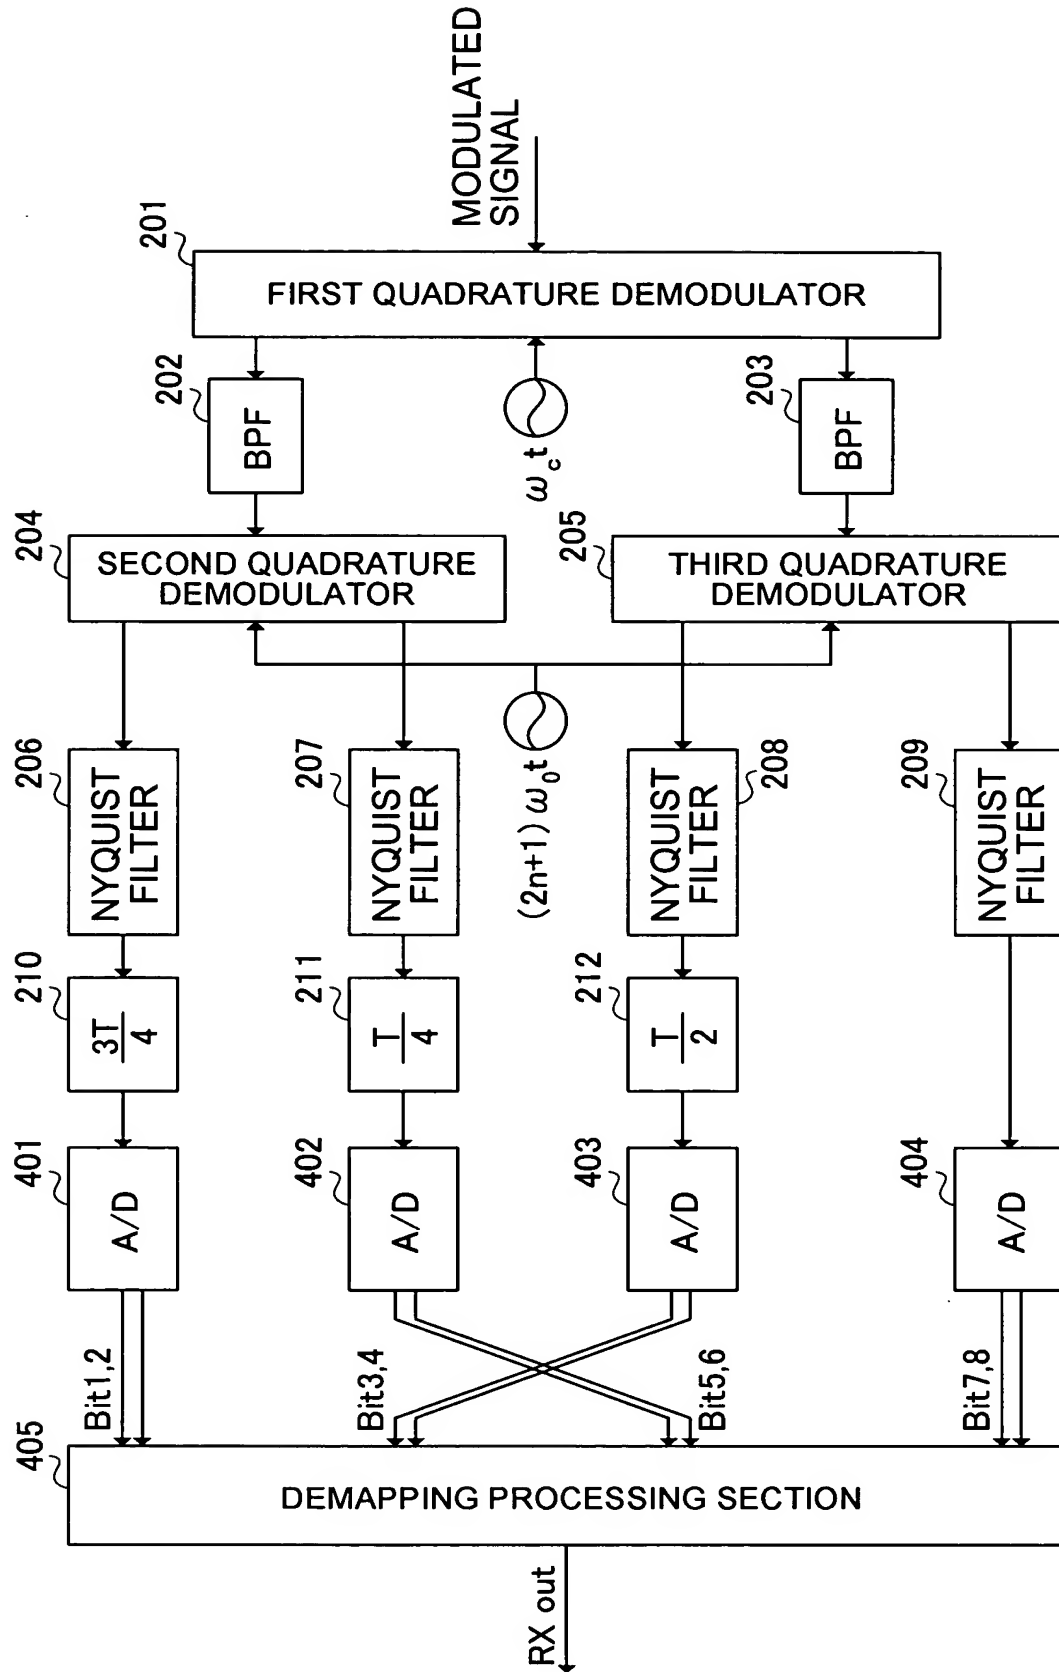 MODULATED
SIGNAL
201
FIRST QUADRATURE DEMODULATOR
202
BPF
ω_c t
203
BPF
204
SECOND QUADRATURE
DEMODULATOR
205
THIRD QUADRATURE
DEMODULATOR
(2n+1)ω_0 t
206
NYQUIST
FILTER
207
NYQUIST
FILTER
208
NYQUIST
FILTER
209
NYQUIST
FILTER
210
3T
4
211
T
4
212
T
2
401
A/D
402
A/D
403
A/D
404
A/D
Bit1,2
Bit3,4
Bit5,6
Bit7,8
405
DEMAPPING PROCESSING SECTION
RX out